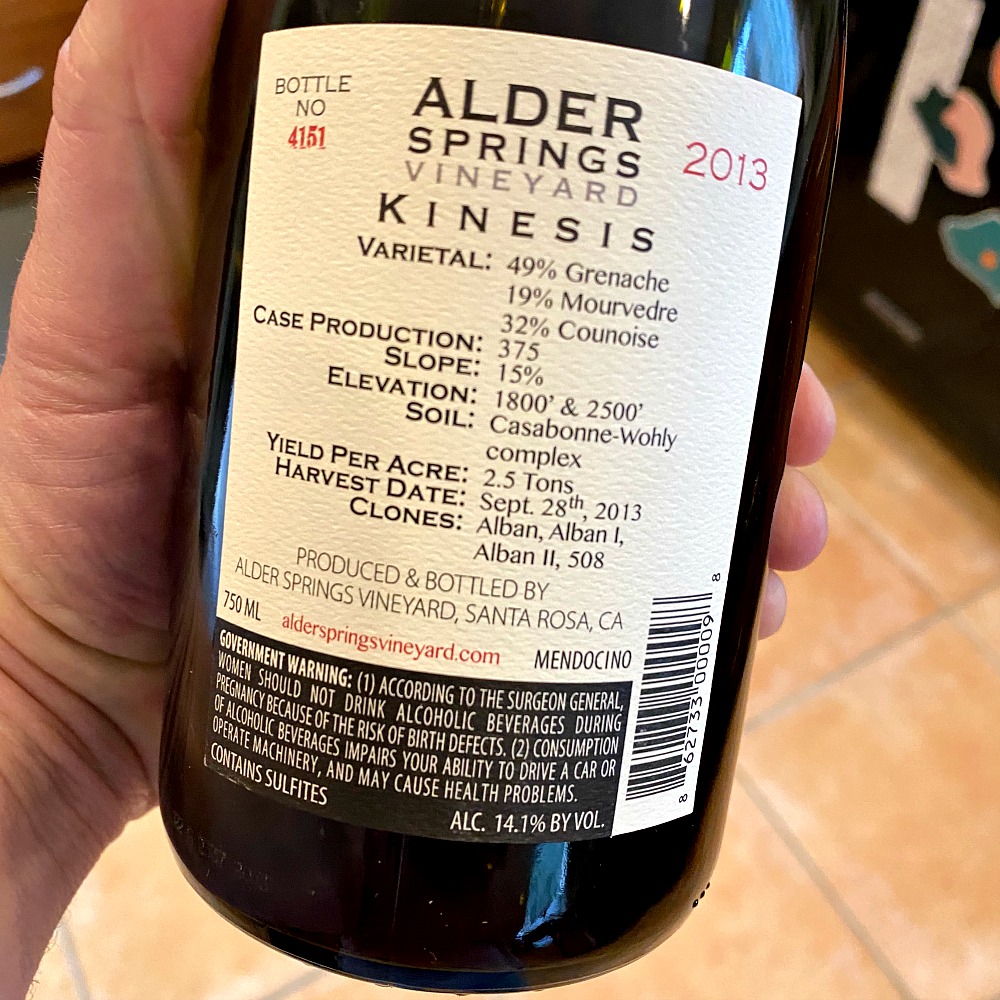 BOTTLE
NO
4151
ALDER
SPRINGS
VINEYARD
2013
KINESIS
VARIETAL: 49% Grenache
19% Mourvedre
32% Counoise
CASE PRODUCTION: 375
SLOPE: 15%
ELEVATION: 1800' & 2500'
SOIL: Casabonne-Wohly
complex
YIELD PER ACRE: 2.5 Tons
HARVEST DATE: Sept. 28th, 2013
CLONES: Alban, Alban I,
Alban II, 508
PRODUCED & BOTTLED BY
ALDER SPRINGS VINEYARD, SANTA ROSA, CA
750 ML alderspringsvineyard.com MENDOCINO
GOVERNMENT WARNING: (1) ACCORDING TO THE SURGEON GENERAL,
WOMEN SHOULD NOT DRINK ALCOHOLIC BEVERAGES DURING
PREGNANCY BECAUSE OF THE RISK OF BIRTH DEFECTS. (2) CONSUMPTION
OF ALCOHOLIC BEVERAGES IMPAIRS YOUR ABILITY TO DRIVE A CAR OR
OPERATE MACHINERY, AND MAY CAUSE HEALTH PROBLEMS.
CONTAINS SULFITES
ALC. 14.1% BY VOL.
8 62733 00009 8